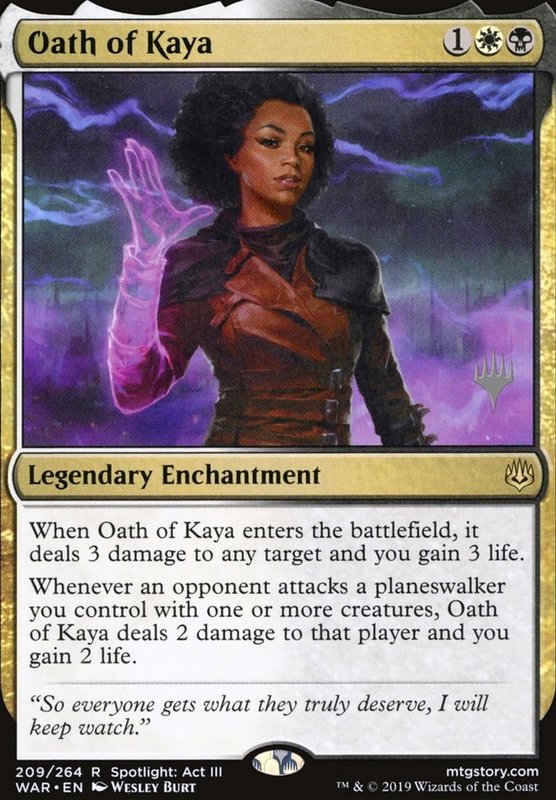 Oath of Kaya 1
Legendary Enchantment
When Oath of Kaya enters the battlefield, it
deals 3 damage to any target and you gain 3 life.
Whenever an opponent attacks a planeswalker
you control with one or more creatures, Oath
of Kaya deals 2 damage to that player and you
gain 2 life.
“So everyone gets what they truly deserve, I will
keep watch.”
209/264 R Spotlight: Act III
WAR • EN Wesley Burt
mtgstory.com
™ & © 2019 Wizards of the Coast